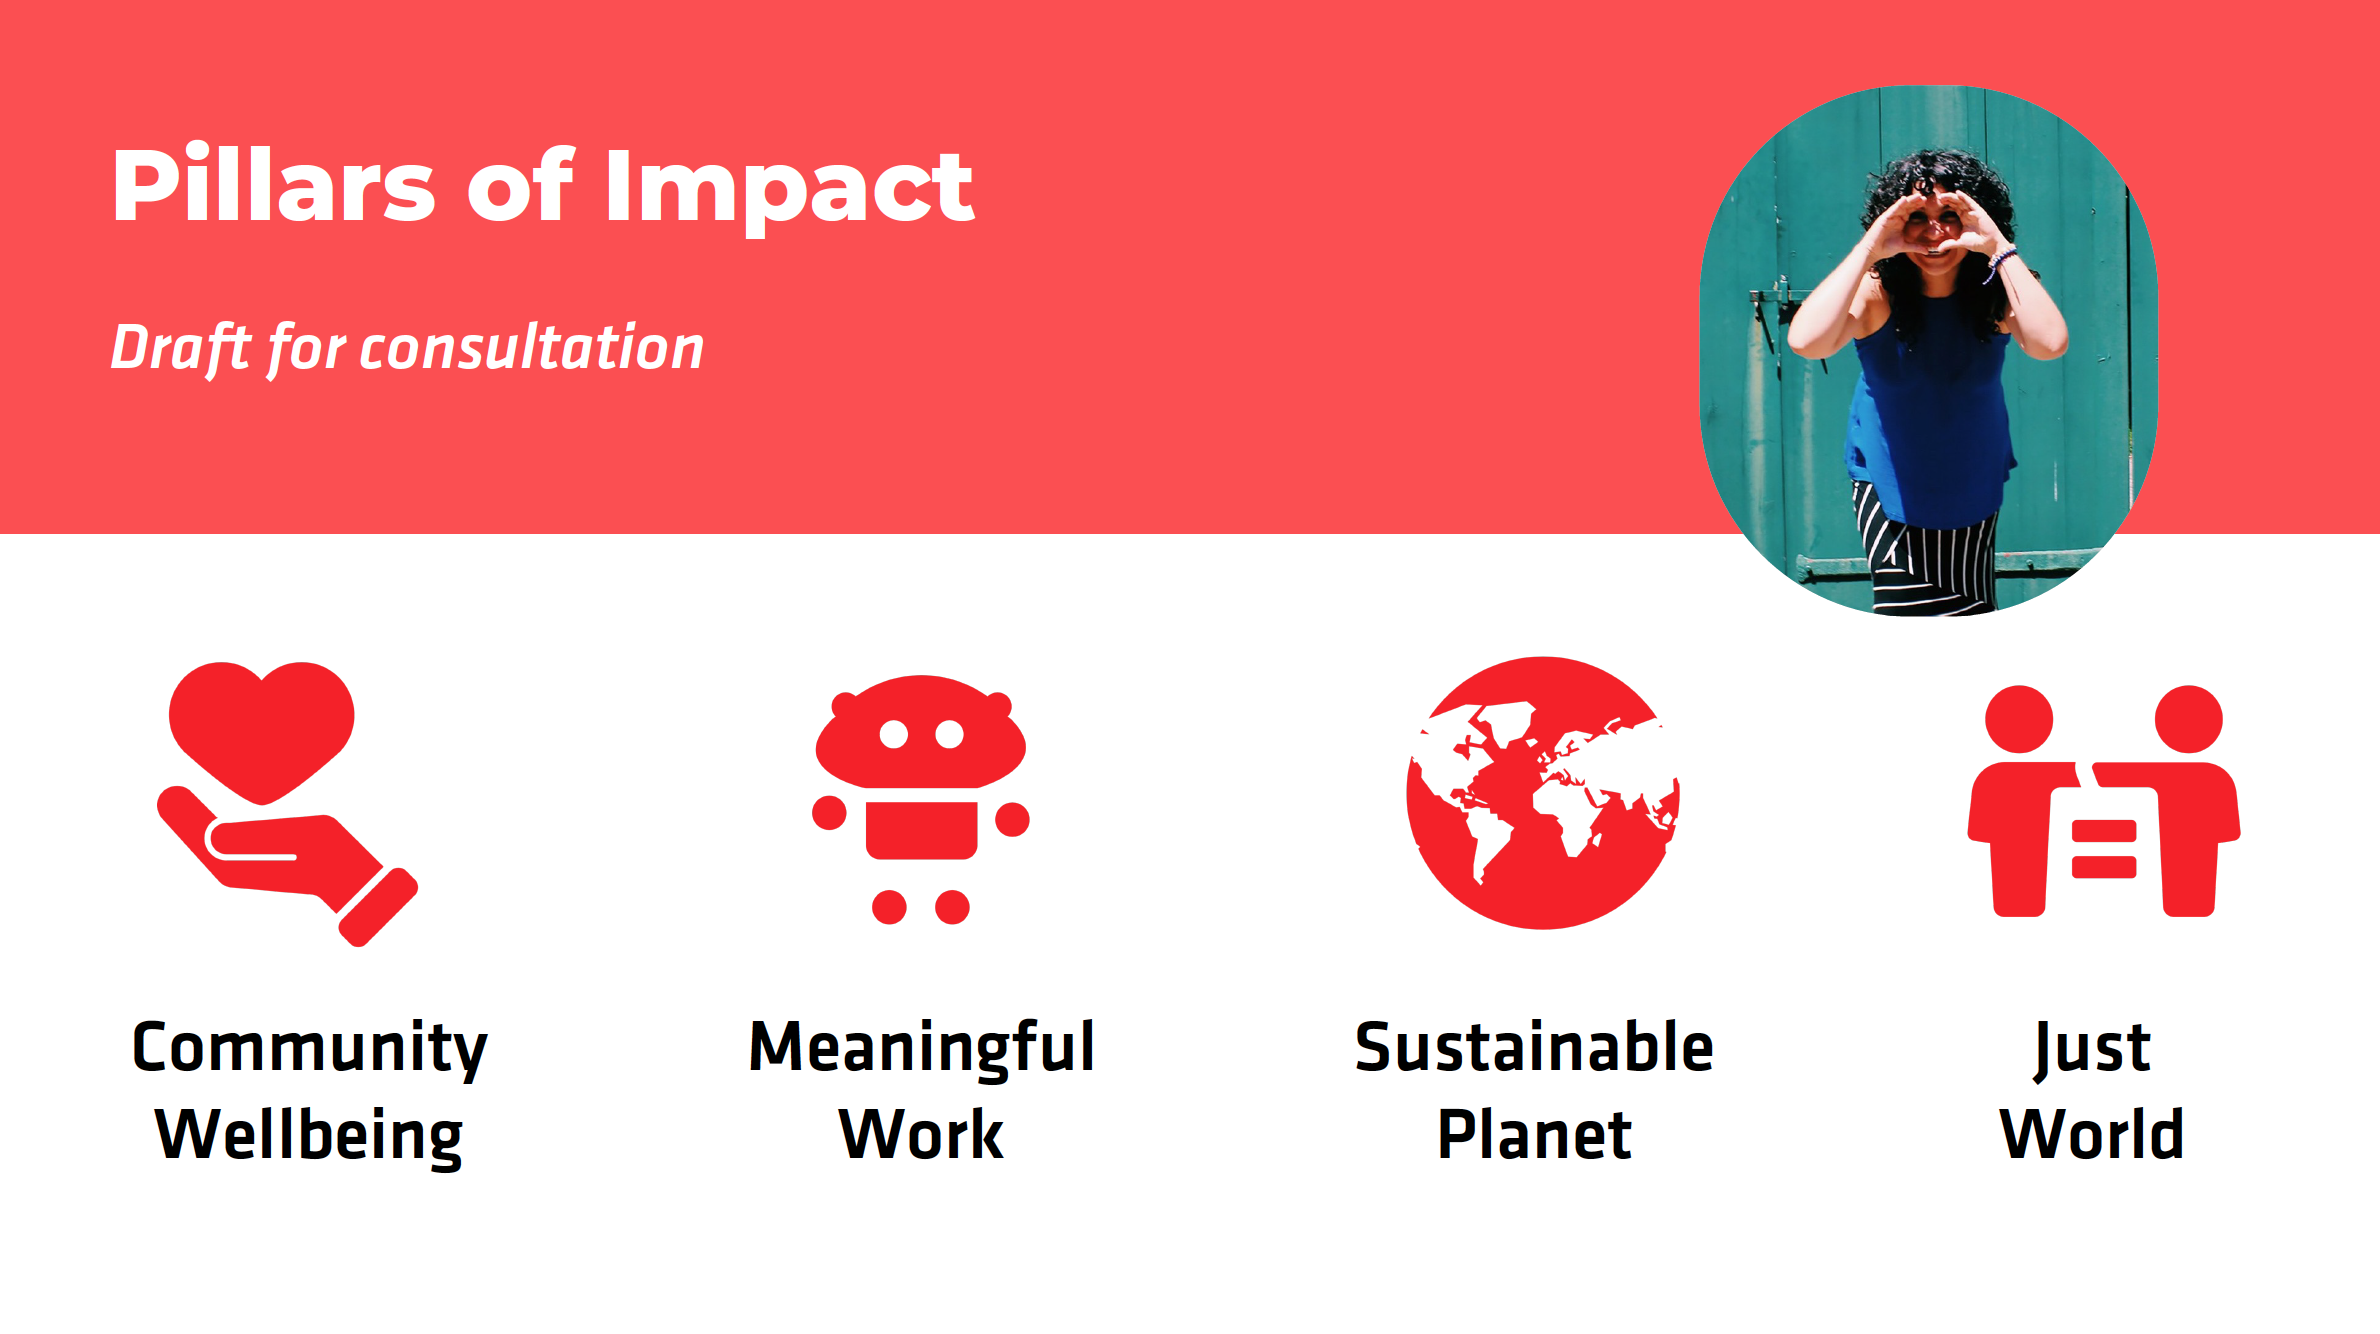 Pillars of Impact
Draft for consultation
Community
Wellbeing
Meaningful
Work
Sustainable
Planet
Just
World